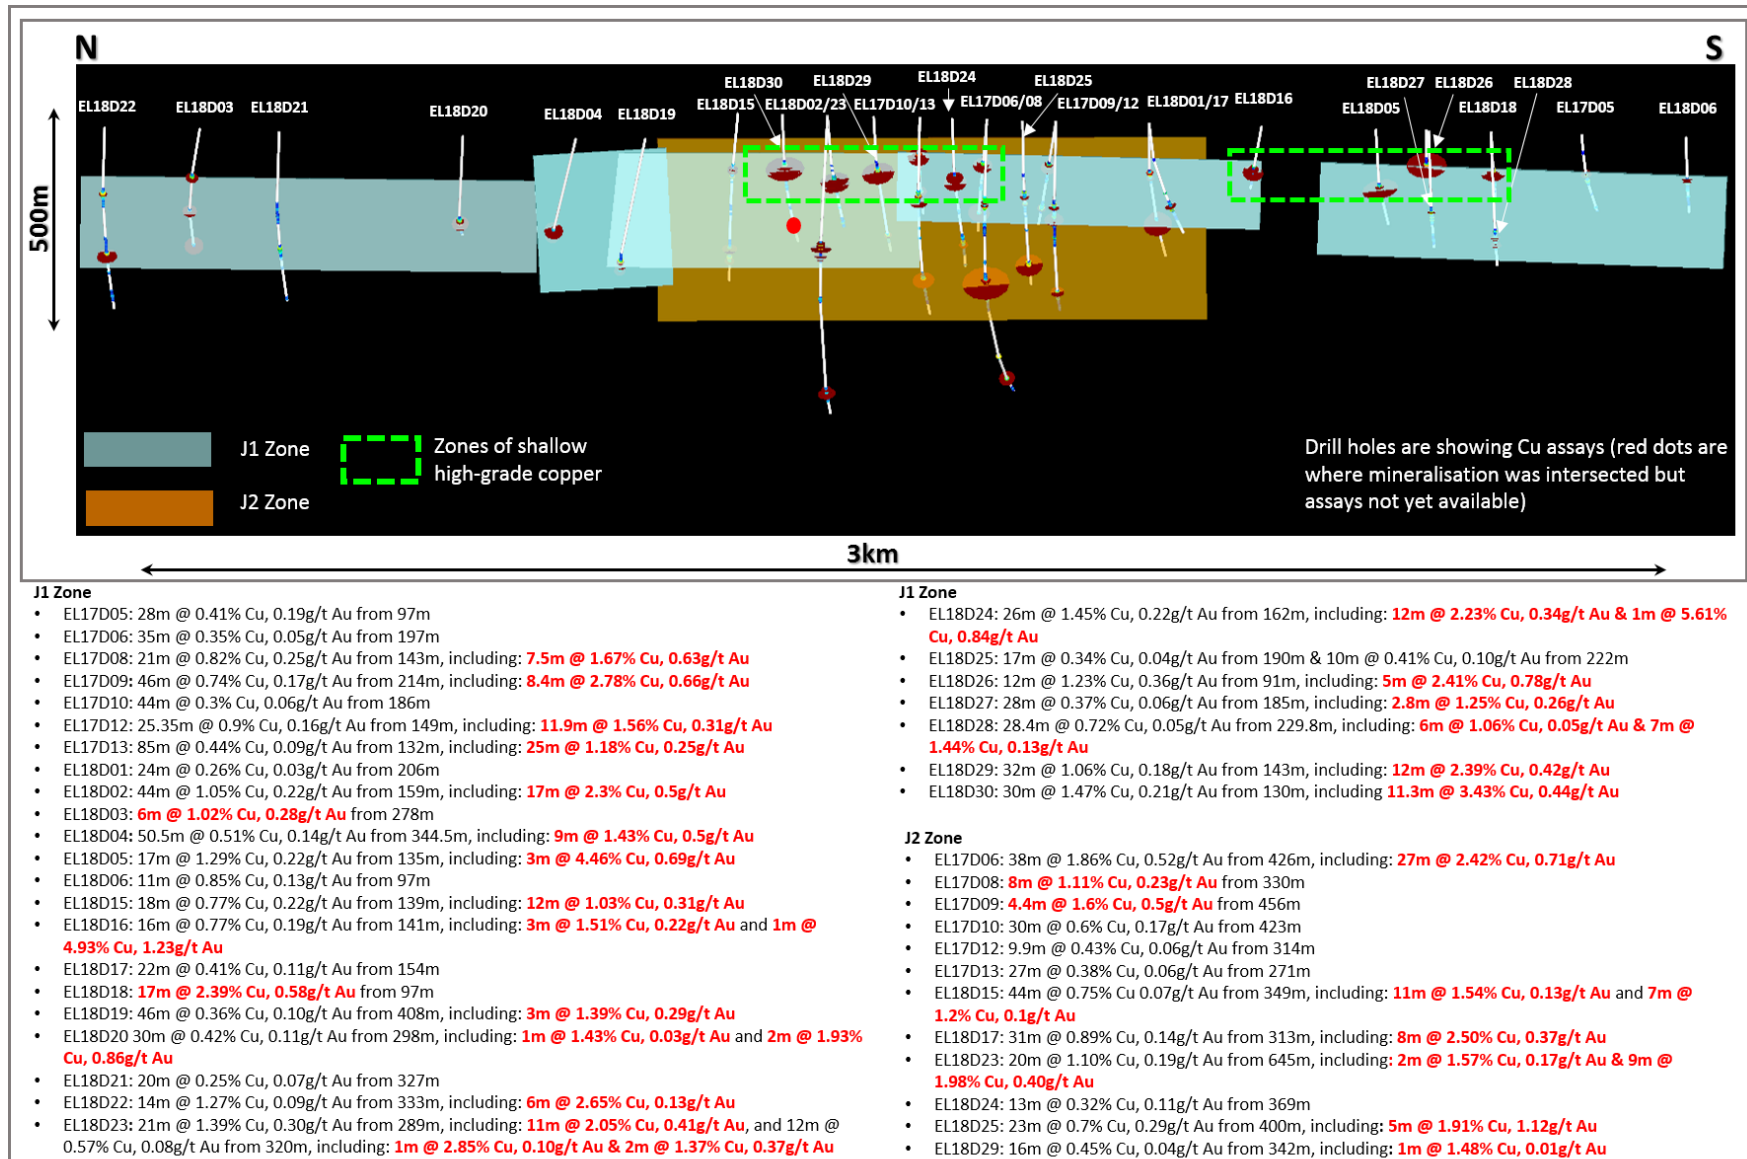 N
S
EL18D22
EL18D03
EL18D21
EL18D20
EL18D04
EL18D19
EL18D15
EL18D30
EL18D02/23
EL18D29
EL17D10/13
EL18D24
EL17D06/08
EL18D25
EL17D09/12
EL18D01/17
EL18D16
EL18D05
EL18D27
EL18D26
EL18D18
EL18D28
EL17D05
EL18D06
500m
J1 Zone
J2 Zone
Zones of shallow
high-grade copper
Drill holes are showing Cu assays (red dots are
where mineralisation was intersected but
assays not yet available)
3km
J1 Zone
• EL17D05: 28m @ 0.41% Cu, 0.19g/t Au from 97m
• EL17D06: 35m @ 0.35% Cu, 0.05g/t Au from 197m
• EL17D08: 21m @ 0.82% Cu, 0.25g/t Au from 143m, including: 7.5m @ 1.67% Cu, 0.63g/t Au
• EL17D09: 46m @ 0.74% Cu, 0.17g/t Au from 214m, including: 8.4m @ 2.78% Cu, 0.66g/t Au
• EL17D10: 44m @ 0.3% Cu, 0.06g/t Au from 186m
• EL17D12: 25.35m @ 0.9% Cu, 0.16g/t Au from 149m, including: 11.9m @ 1.56% Cu, 0.31g/t Au
• EL17D13: 85m @ 0.44% Cu, 0.09g/t Au from 132m, including: 25m @ 1.18% Cu, 0.25g/t Au
• EL18D01: 24m @ 0.26% Cu, 0.03g/t Au from 206m
• EL18D02: 44m @ 1.05% Cu, 0.22g/t Au from 159m, including: 17m @ 2.3% Cu, 0.5g/t Au
• EL18D03: 6m @ 1.02% Cu, 0.28g/t Au from 278m
• EL18D04: 50.5m @ 0.51% Cu, 0.14g/t Au from 344.5m, including: 9m @ 1.43% Cu, 0.5g/t Au
• EL18D05: 17m @ 1.29% Cu, 0.22g/t Au from 135m, including: 3m @ 4.46% Cu, 0.69g/t Au
• EL18D06: 11m @ 0.85% Cu, 0.13g/t Au from 97m
• EL18D15: 18m @ 0.77% Cu, 0.22g/t Au from 139m, including: 12m @ 1.03% Cu, 0.31g/t Au
• EL18D16: 16m @ 0.77% Cu, 0.19g/t Au from 141m, including: 3m @ 1.51% Cu, 0.22g/t Au and 1m @
4.93% Cu, 1.23g/t Au
• EL18D17: 22m @ 0.41% Cu, 0.11g/t Au from 154m
• EL18D18: 17m @ 2.39% Cu, 0.58g/t Au from 97m
• EL18D19: 46m @ 0.36% Cu, 0.10g/t Au from 408m, including: 3m @ 1.39% Cu, 0.29g/t Au
• EL18D20 30m @ 0.42% Cu, 0.11g/t Au from 298m, including: 1m @ 1.43% Cu, 0.03g/t Au and 2m @ 1.93%
Cu, 0.86g/t Au
• EL18D21: 20m @ 0.25% Cu, 0.07g/t Au from 327m
• EL18D22: 14m @ 1.27% Cu, 0.09g/t Au from 333m, including: 6m @ 2.65% Cu, 0.13g/t Au
• EL18D23: 21m @ 1.39% Cu, 0.30g/t Au from 289m, including: 11m @ 2.05% Cu, 0.41g/t Au, and 12m @
0.57% Cu, 0.08g/t Au from 320m, including: 1m @ 2.85% Cu, 0.10g/t Au & 2m @ 1.37% Cu, 0.37g/t Au
J1 Zone
• EL18D24: 26m @ 1.45% Cu, 0.22g/t Au from 162m, including: 12m @ 2.23% Cu, 0.34g/t Au & 1m @ 5.61%
Cu, 0.84g/t Au
• EL18D25: 17m @ 0.34% Cu, 0.04g/t Au from 190m & 10m @ 0.41% Cu, 0.10g/t Au from 222m
• EL18D26: 12m @ 1.23% Cu, 0.36g/t Au from 91m, including: 5m @ 2.41% Cu, 0.78g/t Au
• EL18D27: 28m @ 0.37% Cu, 0.06g/t Au from 185m, including: 2.8m @ 1.25% Cu, 0.26g/t Au
• EL18D28: 28.4m @ 0.72% Cu, 0.05g/t Au from 229.8m, including: 6m @ 1.06% Cu, 0.05g/t Au & 7m @
1.44% Cu, 0.13g/t Au
• EL18D29: 32m @ 1.06% Cu, 0.18g/t Au from 143m, including: 12m @ 2.39% Cu, 0.42g/t Au
• EL18D30: 30m @ 1.47% Cu, 0.21g/t Au from 130m, including 11.3m @ 3.43% Cu, 0.44g/t Au
J2 Zone
• EL17D06: 38m @ 1.86% Cu, 0.52g/t Au from 426m, including: 27m @ 2.42% Cu, 0.71g/t Au
• EL17D08: 8m @ 1.11% Cu, 0.23g/t Au from 330m
• EL17D09: 4.4m @ 1.6% Cu, 0.5g/t Au from 456m
• EL17D10: 30m @ 0.6% Cu, 0.17g/t Au from 423m
• EL17D12: 9.9m @ 0.43% Cu, 0.06g/t Au from 314m
• EL17D13: 27m @ 0.38% Cu, 0.06g/t Au from 271m
• EL18D15: 44m @ 0.75% Cu 0.07g/t Au from 349m, including: 11m @ 1.54% Cu, 0.13g/t Au and 7m @
1.2% Cu, 0.1g/t Au
• EL18D17: 31m @ 0.89% Cu, 0.14g/t Au from 313m, including: 8m @ 2.50% Cu, 0.37g/t Au
• EL18D23: 20m @ 1.10% Cu, 0.19g/t Au from 645m, including: 2m @ 1.57% Cu, 0.17g/t Au & 9m @
1.98% Cu, 0.40g/t Au
• EL18D24: 13m @ 0.32% Cu, 0.11g/t Au from 369m
• EL18D25: 23m @ 0.7% Cu, 0.29g/t Au from 400m, including: 5m @ 1.91% Cu, 1.12g/t Au
• EL18D29: 16m @ 0.45% Cu, 0.04g/t Au from 342m, including: 1m @ 1.48% Cu, 0.01g/t Au